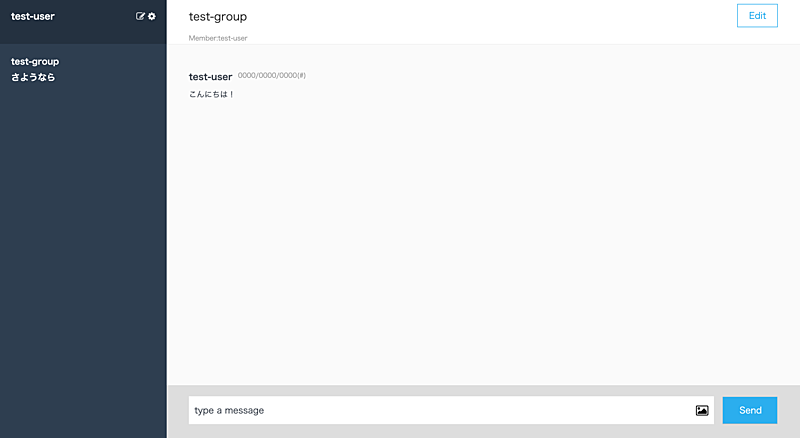 test-user
test-group
さようなら
test-group
Edit
Member:test-user
test-user 0000/0000/0000(#)
こんにちは！
type a message
Send